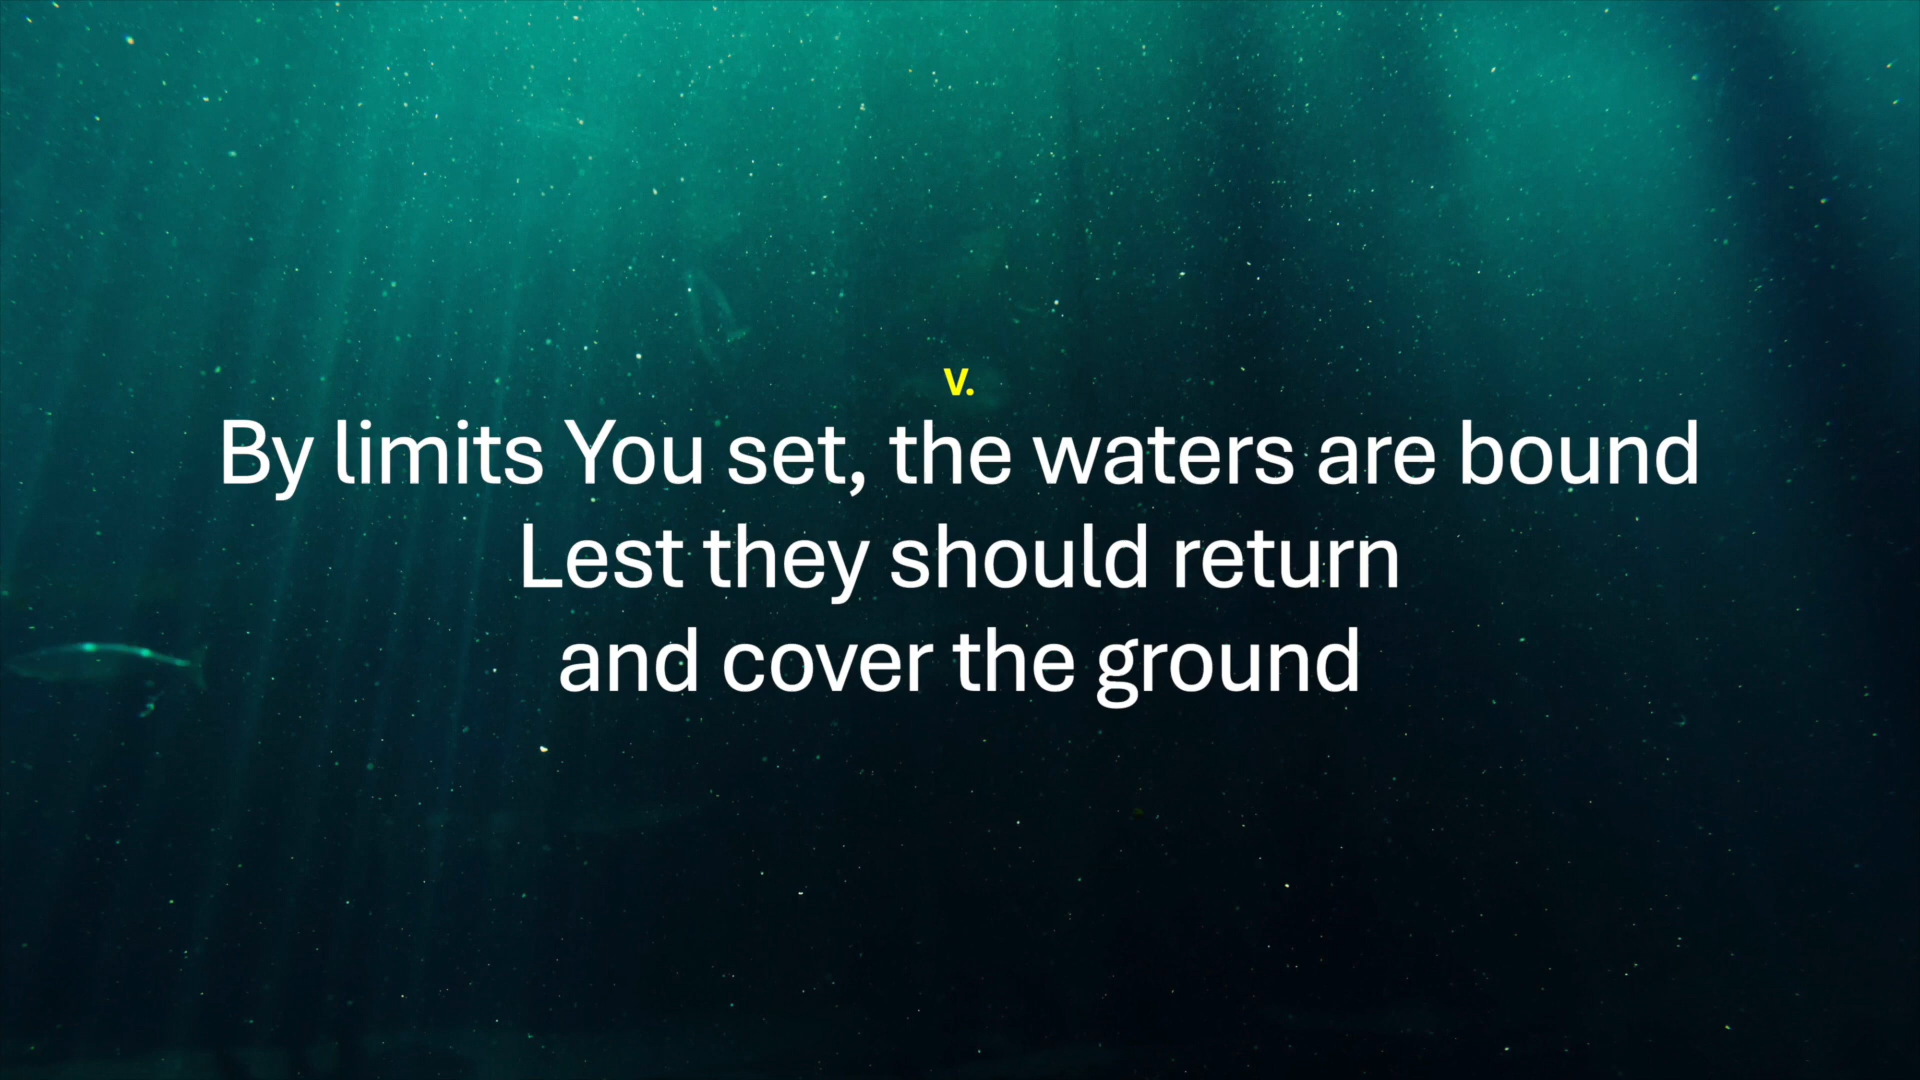 v.
By limits You set, the waters are bound
Lest they should return
and cover the ground